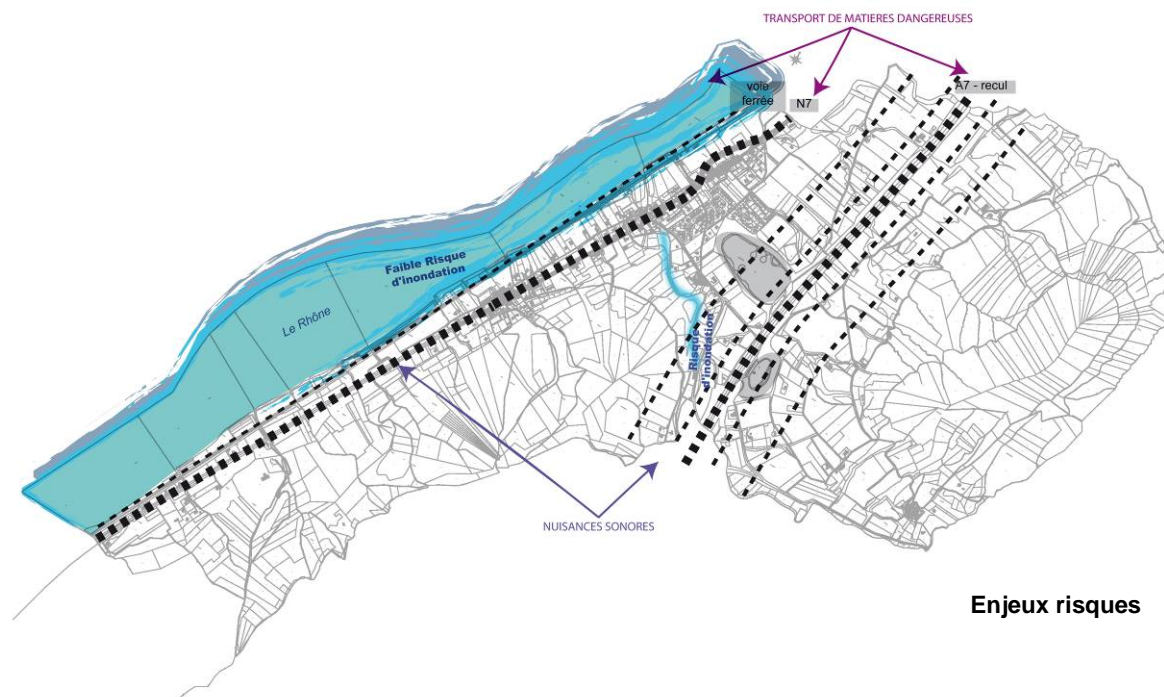 TRANSPORT DE MATIERES DANGEREUSES
voie
ferrée
N7
A7 - recul
Faible Risque
d'inondation
Le Rhône
Risque
d'inondation
NUISANCES SONORES
Enjeux risques